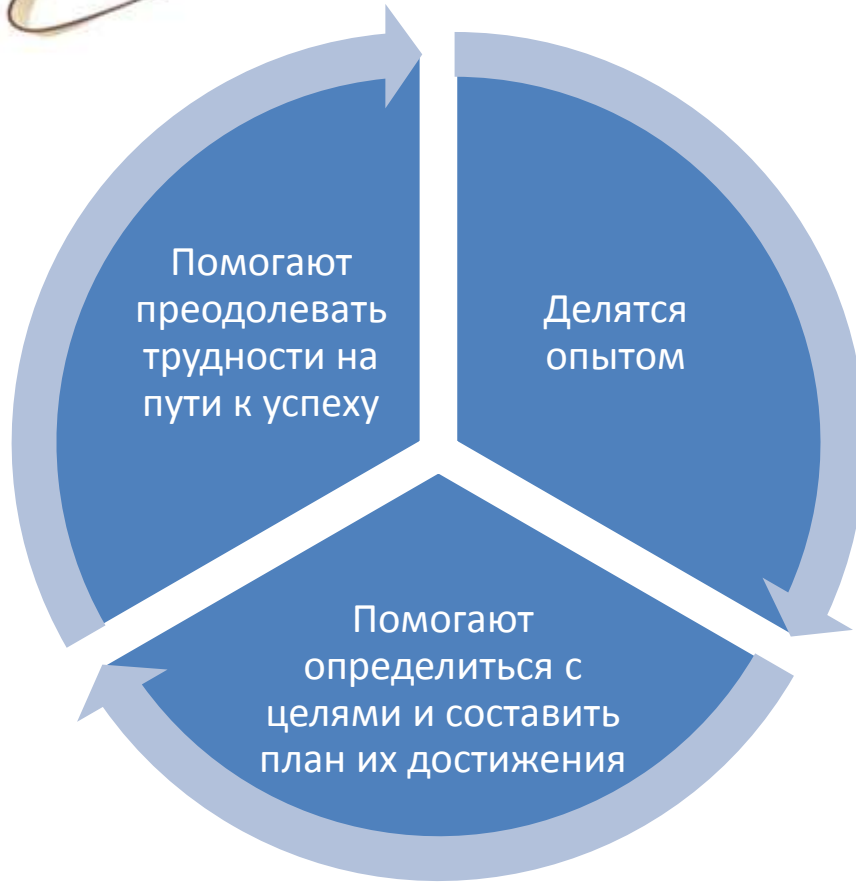 Помогают
преодолевать
трудности на
пути к успеху
Делятся
опытом
Помогают
определиться с
целями и составить
план их достижения